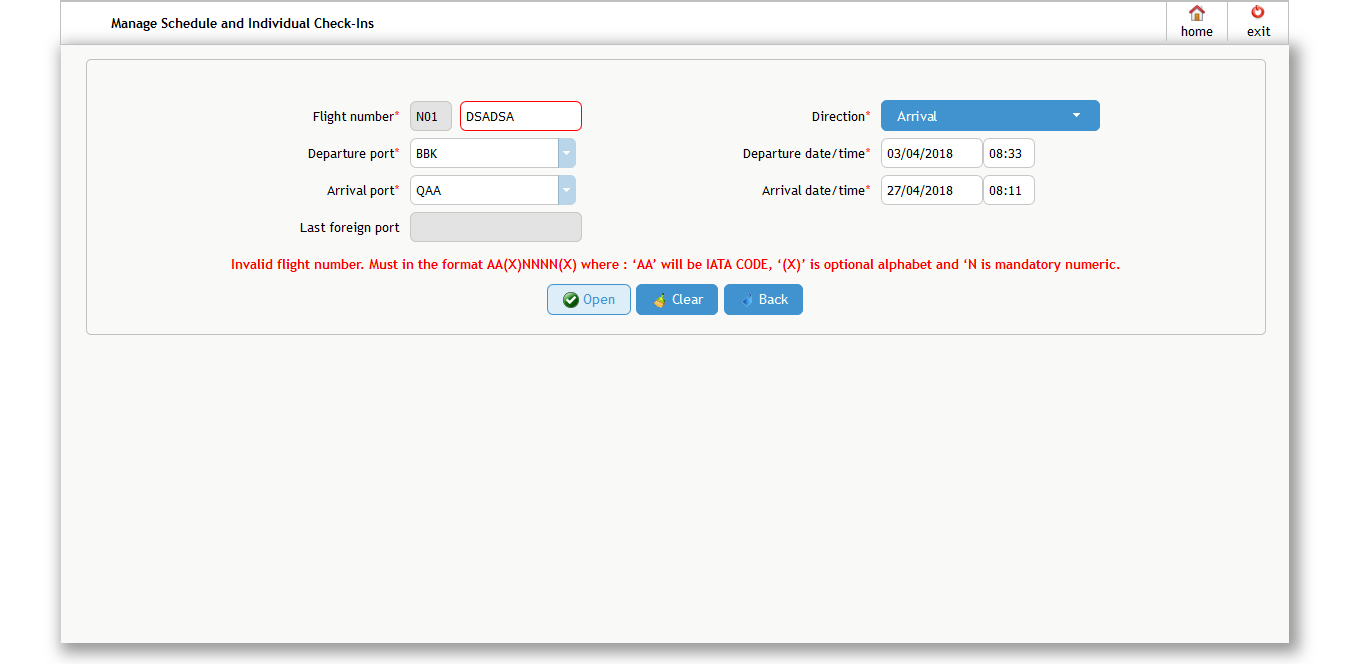 Manage Schedule and Individual Check-Ins
home
exit
Flight number* N01 DSADSA
Direction* Arrival
Departure port* BBK
Departure date/time* 03/04/2018 08:33
Arrival port* QAA
Arrival date/time* 27/04/2018 08:11
Last foreign port
Invalid flight number. Must in the format AA(X)NNNN(X) where : ‘AA’ will be IATA CODE, ‘(X)’ is optional alphabet and ‘N is mandatory numeric.
Open
Clear
Back